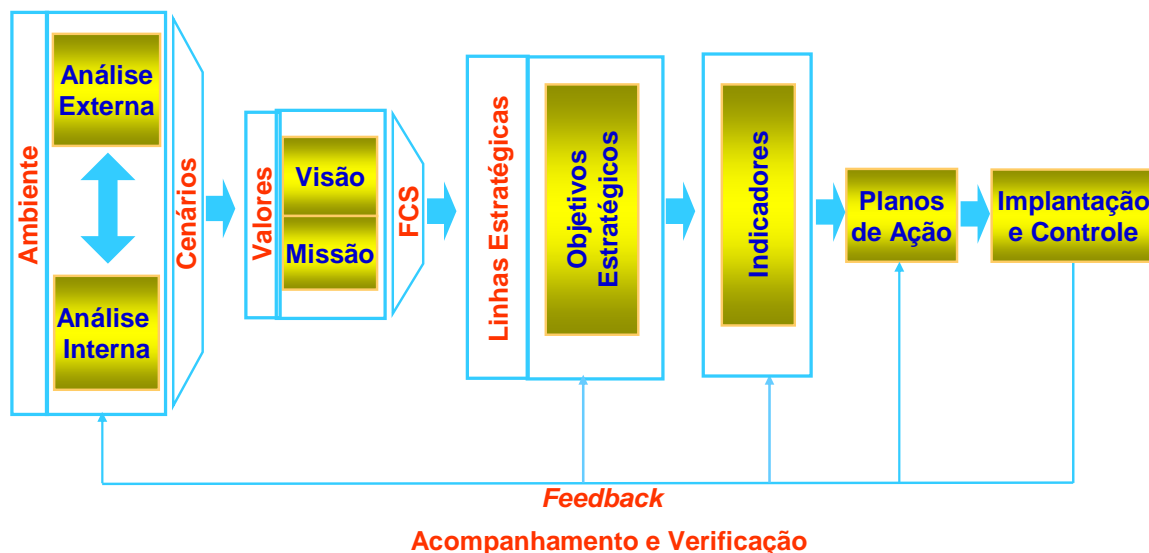 Ambiente
Análise
Externa
Análise
Interna
Cenários
Valores
Visão
Missão
FCS
Linhas Estratégicas
Objetivos
Estratégicos
Indicadores
Planos
de Ação
Implantação
e Controle
Feedback
Acompanhamento e Verificação